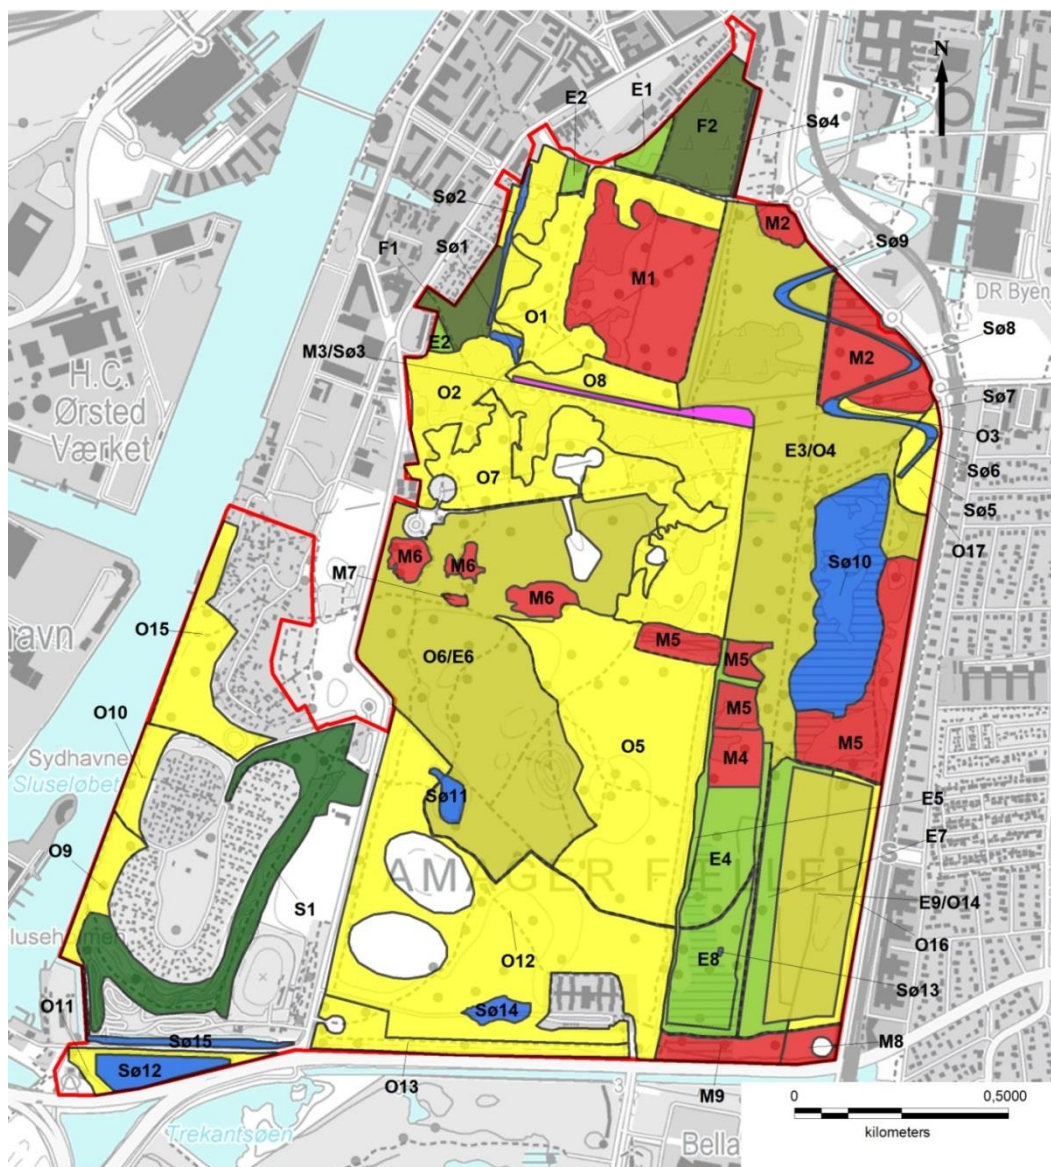 N
E2
E1
F2
Sø4
Sø2
M2
F1
Sø1
Sø9
M1
DR Byen
O1
E2
M3/Sø3
Sø8
S
M2
H.C.
Ørsted
Værket
O8
O2
Sø7
O3
E3/O4
Sø6
O7
Sø5
O17
M6
M6
M7
M6
Sø10
O15
M5
O6/E6
M5
O10
M5
O5
M5
Sydhavne
Sluseløbet
M4
Sø11
E5
E7
O9
E4
S
AMAGER FÆLLED
S1
E9/O14
O16
O12
E8
Sø13
O11
Sø14
Sø15
M8
Sø12
O13
3
M9
0 0,5000
kilometers
Trekantsøen
Bella